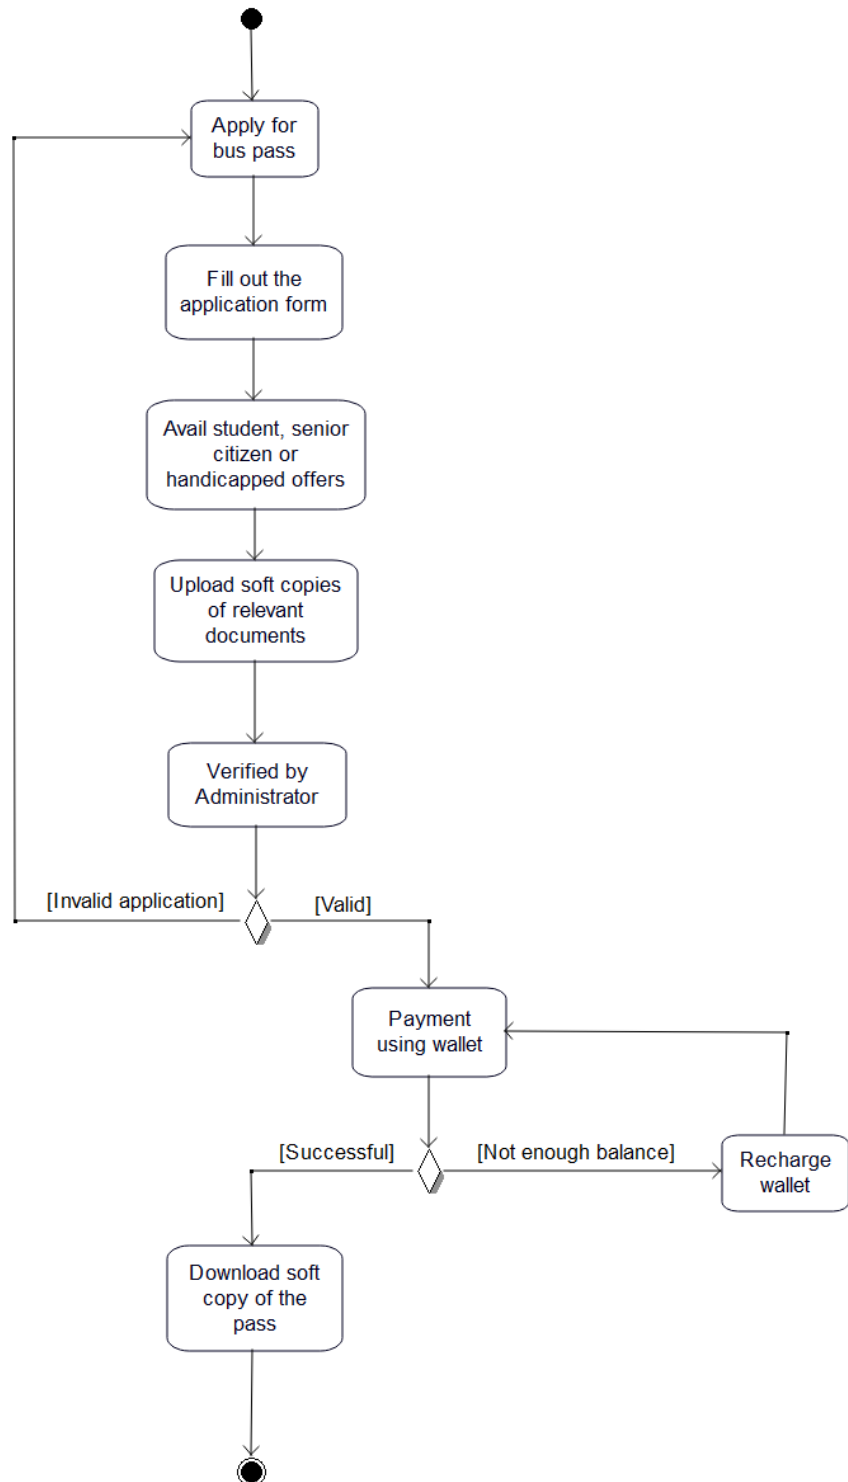 Apply for
bus pass
Fill out the
application form
Avail student, senior
citizen or
handicapped offers
Upload soft copies
of relevant
documents
Verified by
Administrator
[Invalid application]
[Valid]
Payment
using wallet
[Successful]
[Not enough balance]
Recharge
wallet
Download soft
copy of the
pass